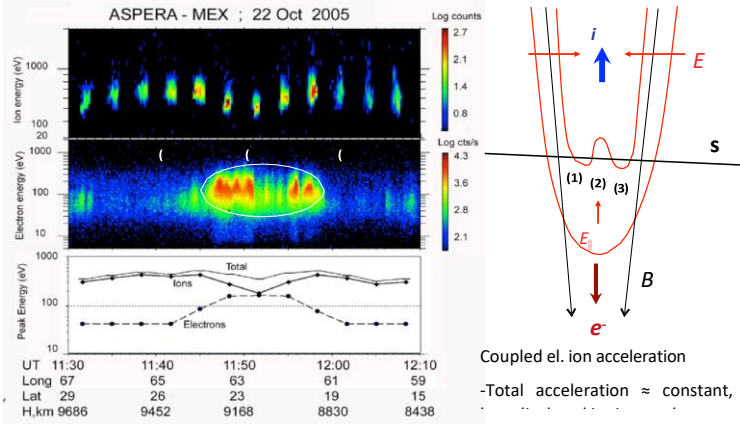 ASPERA - MEX ; 22 Oct 2005
Log counts
2.7
2.1
1.4
0.8
Ion energy (eV)
1000
100
20
Log cts/s
4.3
3.6
2.9
2.1
Electron energy (eV)
1000
100
10
( ( (
Peak Energy (eV)
1000
100
10
Total
Ions
Electrons
UT 11:30 11:40 11:50 12:00 12:10
Long 67 65 63 61 59
Lat 29 26 23 19 15
H,km 9686 9452 9168 8830 8438
i
E
S
(1) (2) (3)
E||
B
e-
Coupled el. ion acceleration
-Total acceleration ≈ constant,